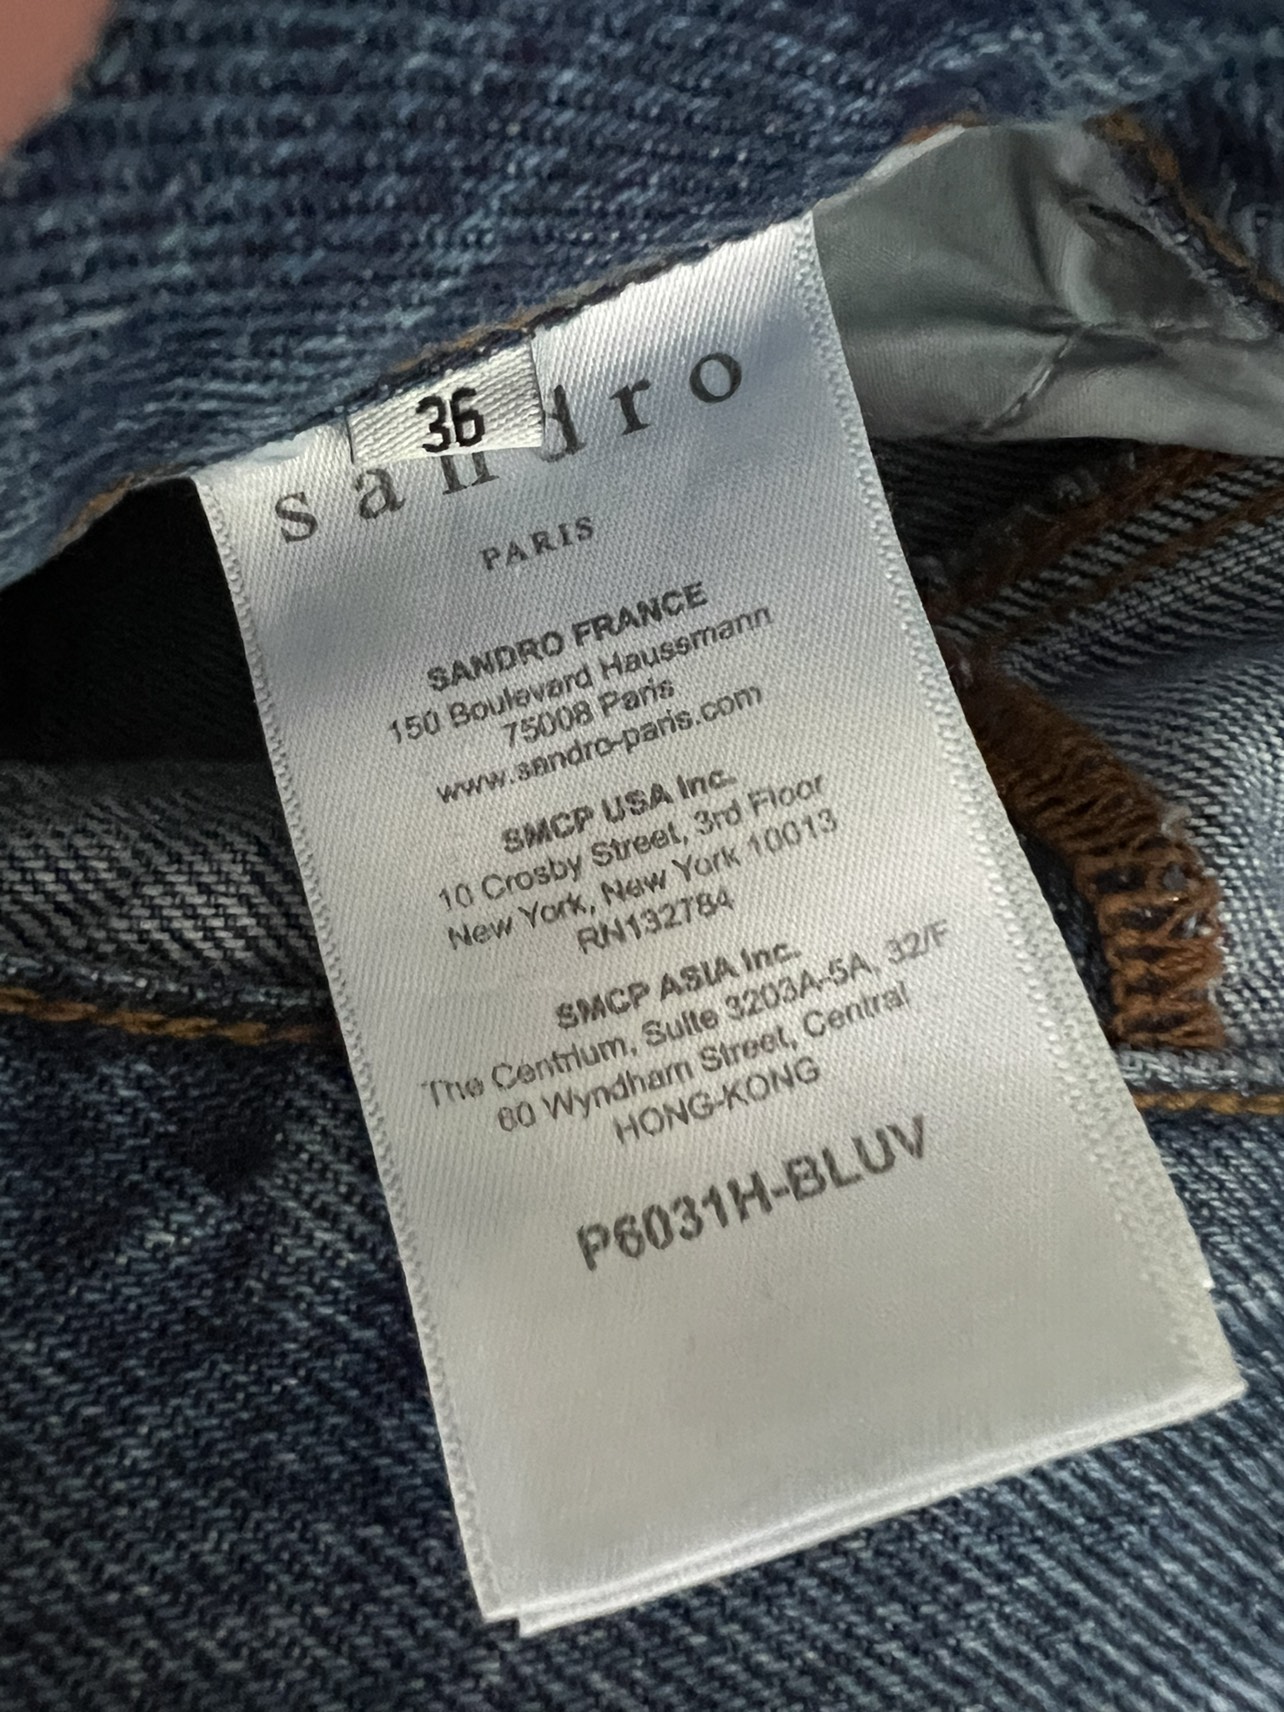 36
sandro
PARIS
SANDRO FRANCE
150 Boulevard Haussmann
75008 Paris
www.sandro-paris.com
SMCP USA Inc.
10 Crosby Street, 3rd Floor
New York, New York 10013
RN132784
SMCP ASIA Inc.
The Centrium, Suite 3203A-5A, 32/F
60 Wyndham Street, Central
HONG-KONG
P6031H-BLUV